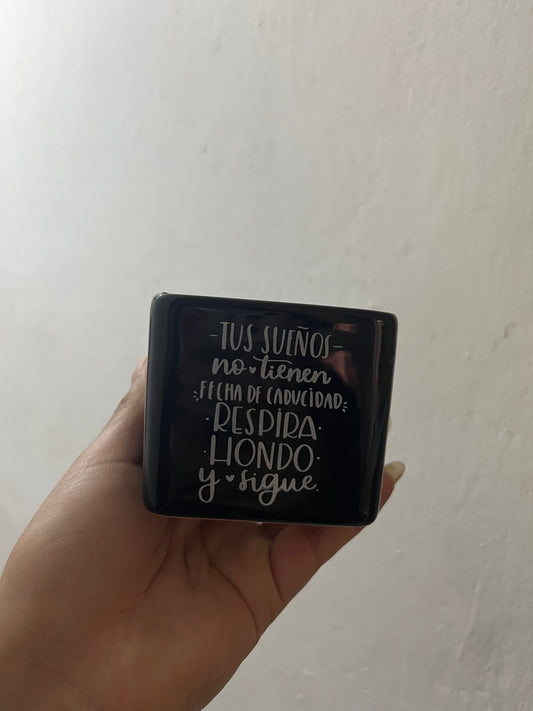 -TUS SUEÑOS-
no♥tienen
FECHA DE CADUCIDAD
·RESPIRA·
·HONDO·
y♥sigue.